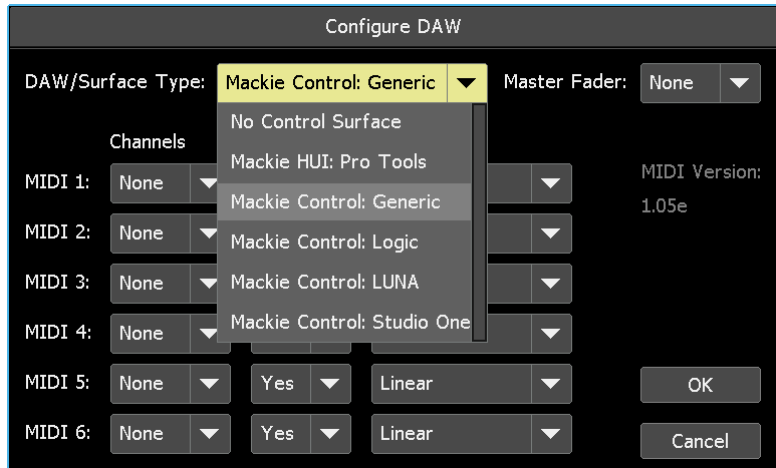 Configure DAW
DAW/Surface Type: Mackie Control: Generic Master Fader: None
No Control Surface
Channels
Mackie HUI: Pro Tools
MIDI 1: None MIDI Version:
Mackie Control: Generic
1.05e
MIDI 2: None
Mackie Control: Logic
MIDI 3: None
Mackie Control: LUNA
MIDI 4: None
Mackie Control: Studio One
MIDI 5: None Yes Linear OK
MIDI 6: None Yes Linear Cancel